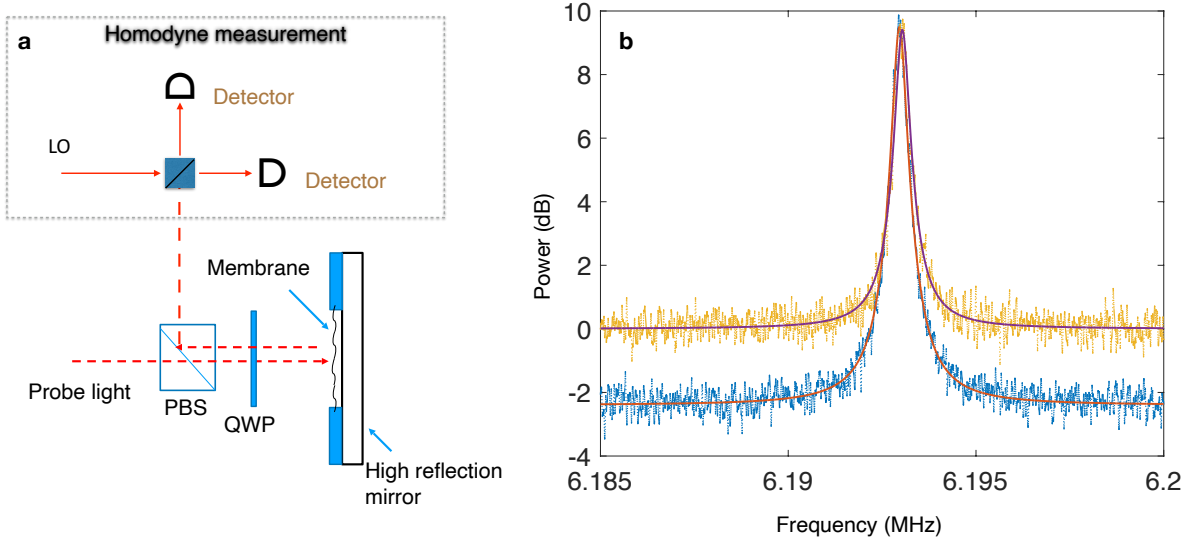 a
Homodyne measurement
Detector
LO
Detector
Membrane
Probe light
PBS
QWP
High reflection
mirror
b
10
8
6
4
2
0
-2
-4
6.185
6.19
6.195
6.2
Power (dB)
Frequency (MHz)